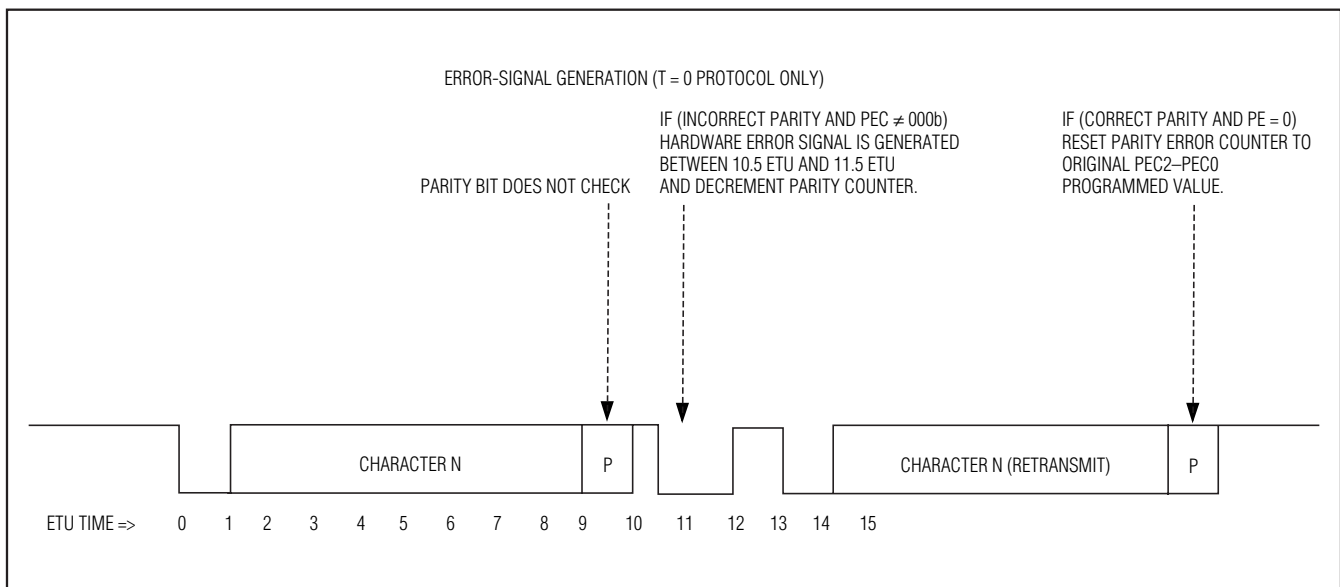 ERROR-SIGNAL GENERATION (T = 0 PROTOCOL ONLY)
PARITY BIT DOES NOT CHECK
IF (INCORRECT PARITY AND PEC ≠ 000b)
HARDWARE ERROR SIGNAL IS GENERATED
BETWEEN 10.5 ETU AND 11.5 ETU
AND DECREMENT PARITY COUNTER.
IF (CORRECT PARITY AND PE = 0)
RESET PARITY ERROR COUNTER TO
ORIGINAL PEC2–PEC0
PROGRAMMED VALUE.
CHARACTER N
P
CHARACTER N (RETRANSMIT)
P
ETU TIME => 0 1 2 3 4 5 6 7 8 9 10 11 12 13 14 15